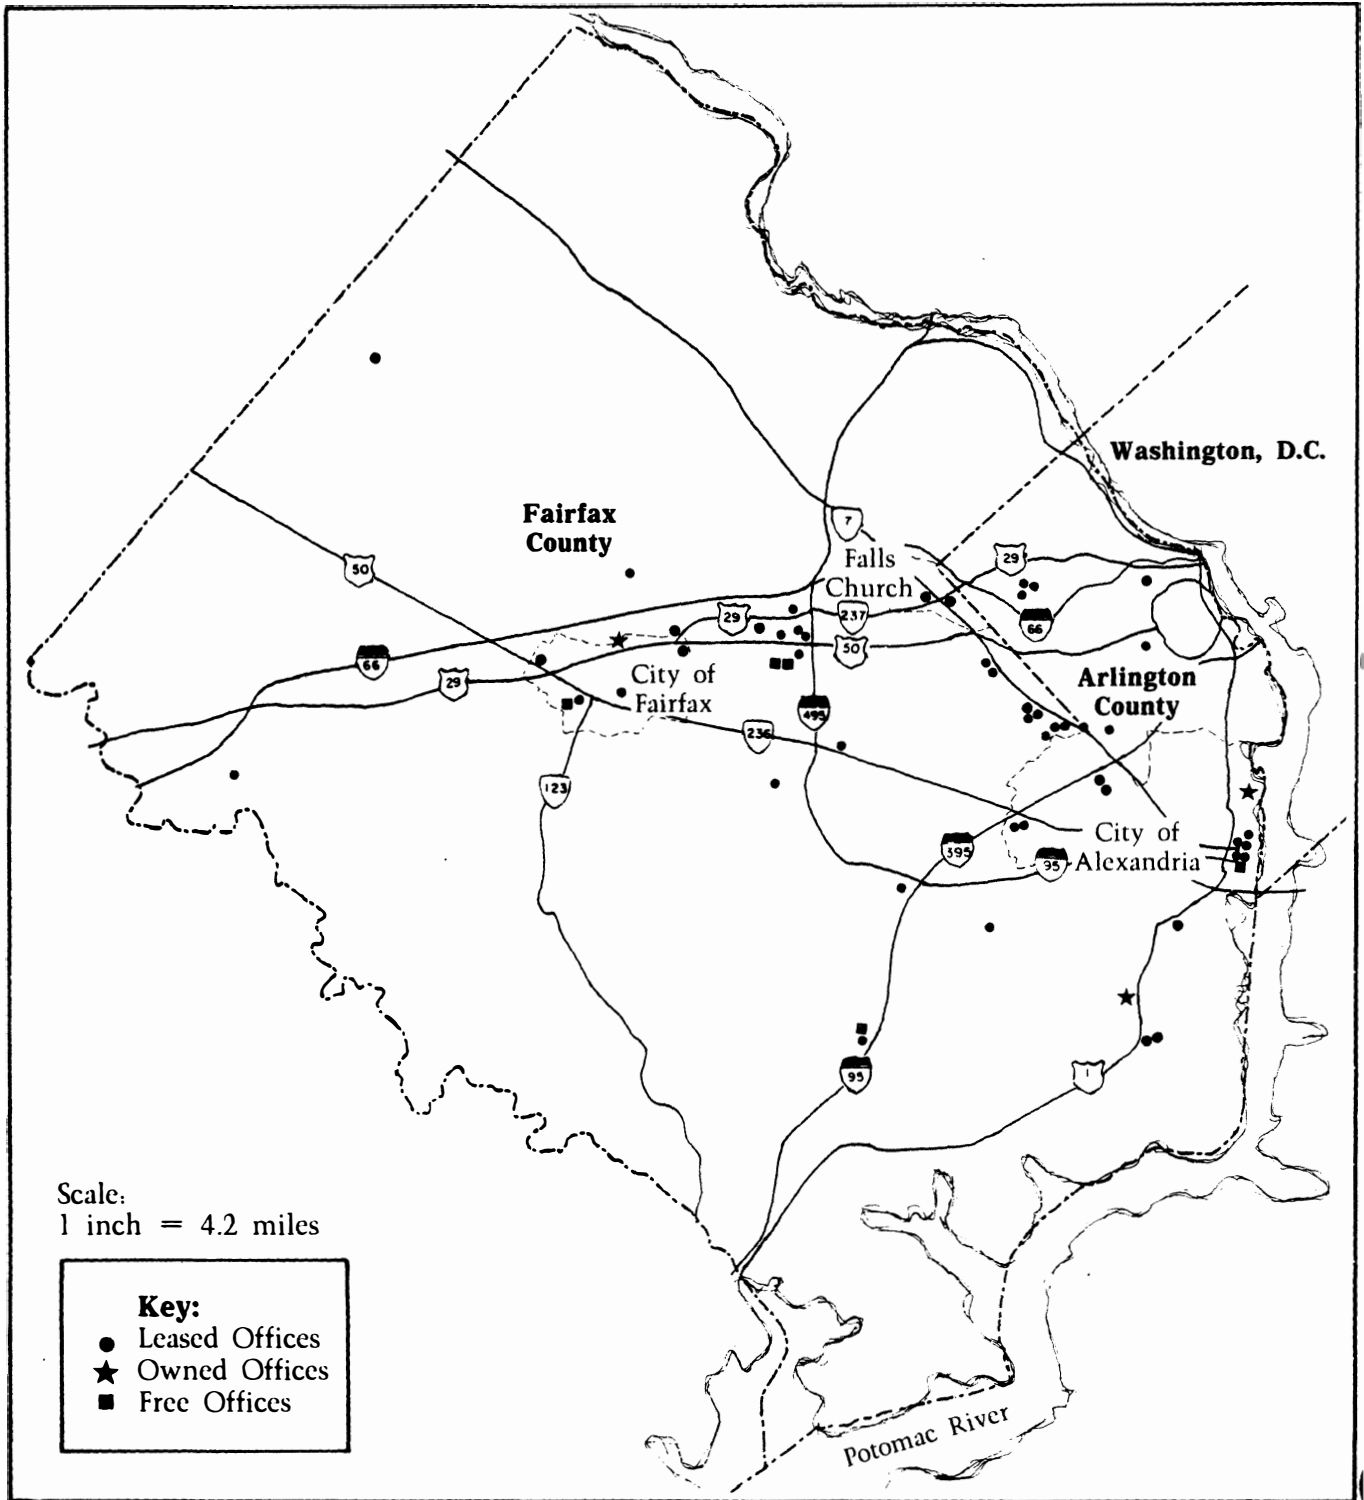 Washington, D.C.
Fairfax
County
7
29
Falls
Church
50
29
237
66
50
66
29
City of
Fairfax
Arlington
County
495
236
123
395
95
City of
Alexandria
95
1
Scale:
1 inch = 4.2 miles
Key:
Leased Offices
Owned Offices
Free Offices
Potomac River